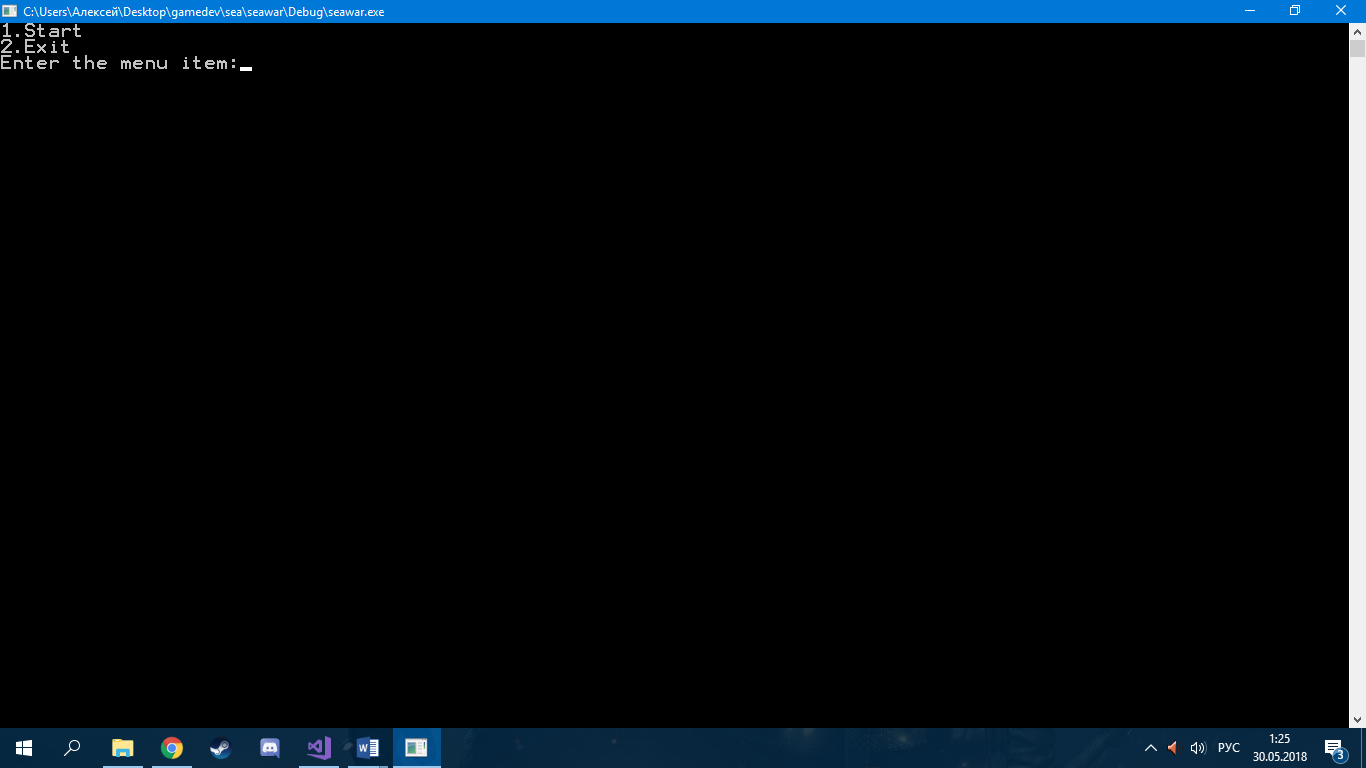 C:\Users\Алексей\Desktop\gamedev\sea\seawar\Debug\seawar.exe
1.Start
2.Exit
Enter the menu item:
РУС
1:25
30.05.2018
3